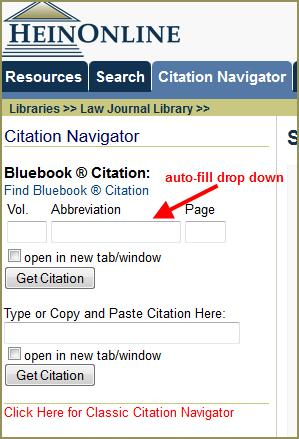 HEINONLINE
Resources Search Citation Navigator
Libraries >> Law Journal Library >>
Citation Navigator
Bluebook ® Citation:
auto-fill drop down
Find Bluebook ® Citation
Vol. Abbreviation Page
open in new tab/window
Get Citation
Type or Copy and Paste Citation Here:
open in new tab/window
Get Citation
Click Here for Classic Citation Navigator
S